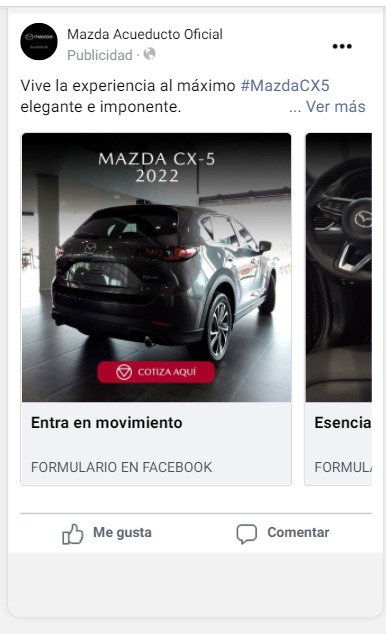 Mazda Acueducto Oficial
Publicidad ·
Vive la experiencia al máximo #MazdaCX5
elegante e imponente. ... Ver más
MAZDA CX-5
2022
COTIZA AQUÍ
Entra en movimiento
Esencia
FORMULARIO EN FACEBOOK
FORMULA
Me gusta
Comentar